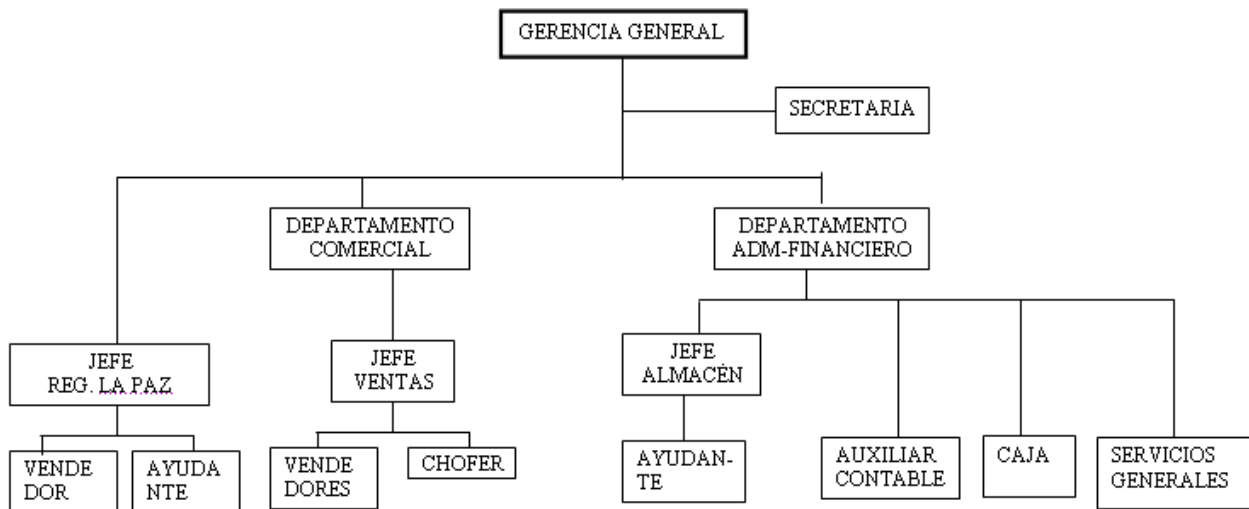 GERENCIA GENERAL
SECRETARIA
DEPARTAMENTO
COMERCIAL
DEPARTAMENTO
ADM-FINANCIERO
JEFE
REG. LA PAZ
JEFE
VENTAS
JEFE
ALMACÉN
VENDE
DOR
AYUDA
NTE
VENDE
DORES
CHOFER
AYUDAN-
TE
AUXILIAR
CONTABLE
CAJA
SERVICIOS
GENERALES